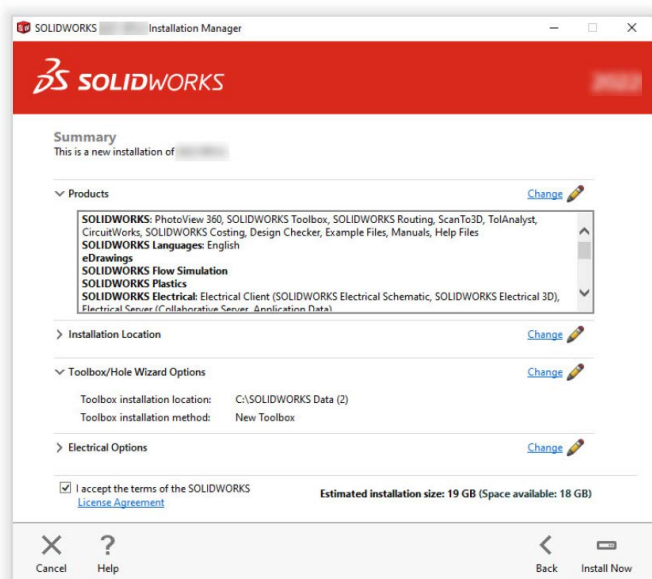 SOLIDWORKS Installation Manager
SOLIDWORKS
Summary
This is a new installation of
Products
Change
SOLIDWORKS: PhotoView 360, SOLIDWORKS Toolbox, SOLIDWORKS Routing, ScanTo3D, TolAnalyst,
CircuitWorks, SOLIDWORKS Costing, Design Checker, Example Files, Manuals, Help Files
SOLIDWORKS Languages: English
eDrawings
SOLIDWORKS Flow Simulation
SOLIDWORKS Plastics
SOLIDWORKS Electrical: Electrical Client (SOLIDWORKS Electrical Schematic, SOLIDWORKS Electrical 3D),
Electrical Server (Collaborative Server, Application Data)
Installation Location
Change
Toolbox/Hole Wizard Options
Change
Toolbox installation location: C:\SOLIDWORKS Data (2)
Toolbox installation method: New Toolbox
Electrical Options
Change
I accept the terms of the SOLIDWORKS
License Agreement
Estimated installation size: 19 GB (Space available: 18 GB)
Cancel
Help
Back
Install Now